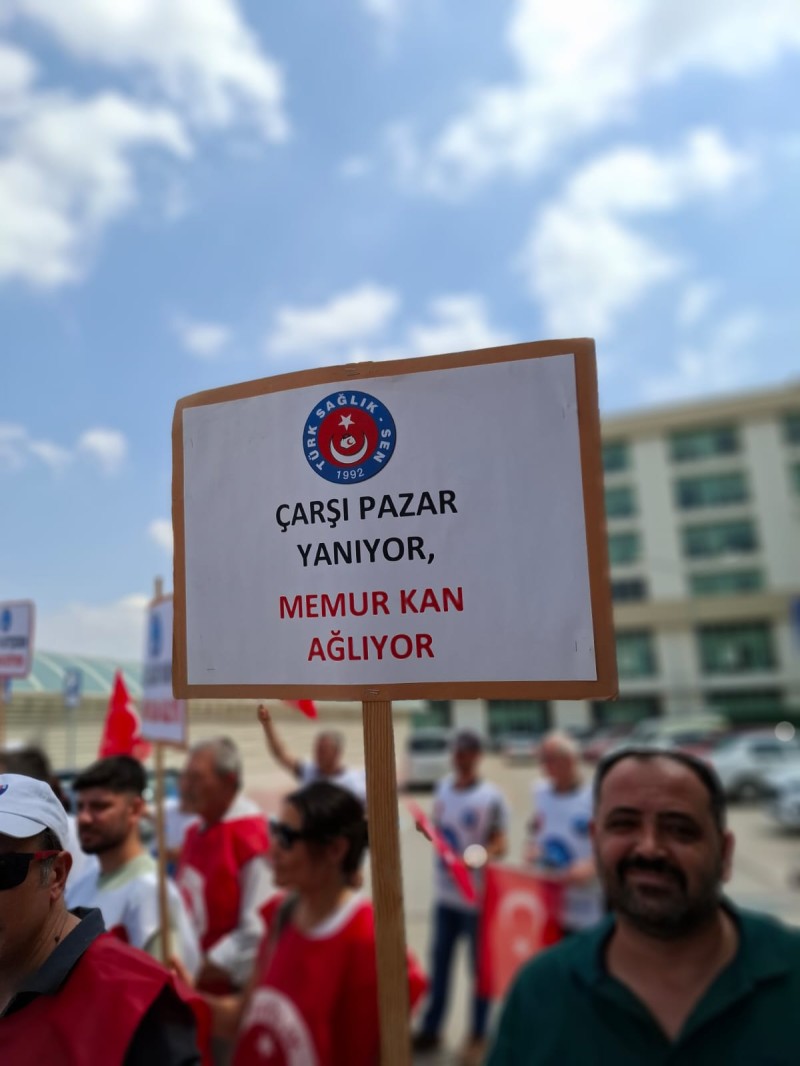 TÜRK SAĞLIK - SEN
1992
ÇARŞI PAZAR
YANIYOR,
MEMUR KAN
AĞLIYOR